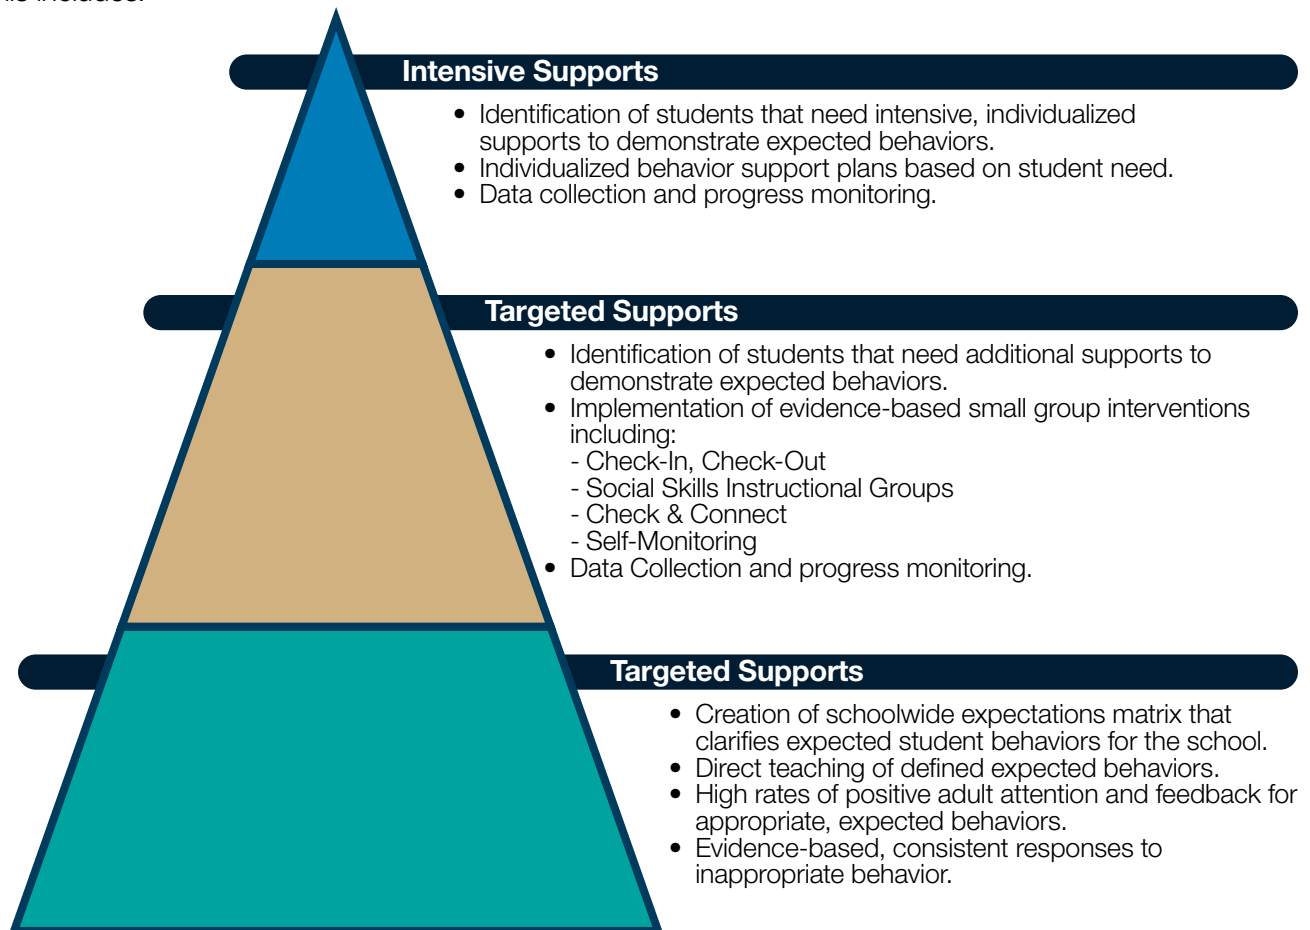 Intensive Supports
• Identification of students that need intensive, individualized
supports to demonstrate expected behaviors.
• Individualized behavior support plans based on student need.
• Data collection and progress monitoring.
Targeted Supports
• Identification of students that need additional supports to
demonstrate expected behaviors.
• Implementation of evidence-based small group interventions
including:
- Check-In, Check-Out
- Social Skills Instructional Groups
- Check & Connect
- Self-Monitoring
• Data Collection and progress monitoring.
Targeted Supports
• Creation of schoolwide expectations matrix that
clarifies expected student behaviors for the school.
• Direct teaching of defined expected behaviors.
• High rates of positive adult attention and feedback for
appropriate, expected behaviors.
• Evidence-based, consistent responses to
inappropriate behavior.